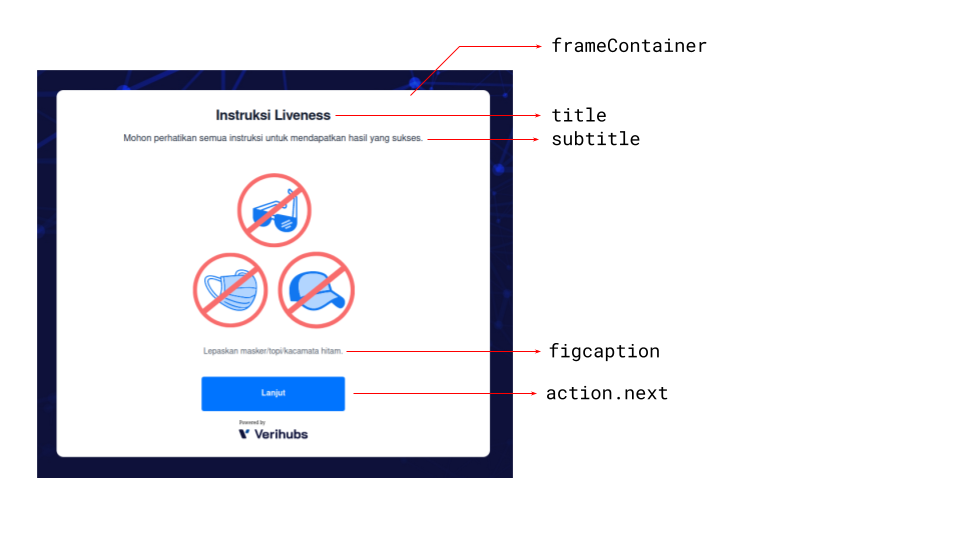 frameContainer
Instruksi Liveness
title
Mohon perhatikan semua instruksi untuk mendapatkan hasil yang sukses.
subtitle
Lepaskan masker/topi/kacamata hitam.
figcaption
Lanjut
action.next
Powered by
Verihubs